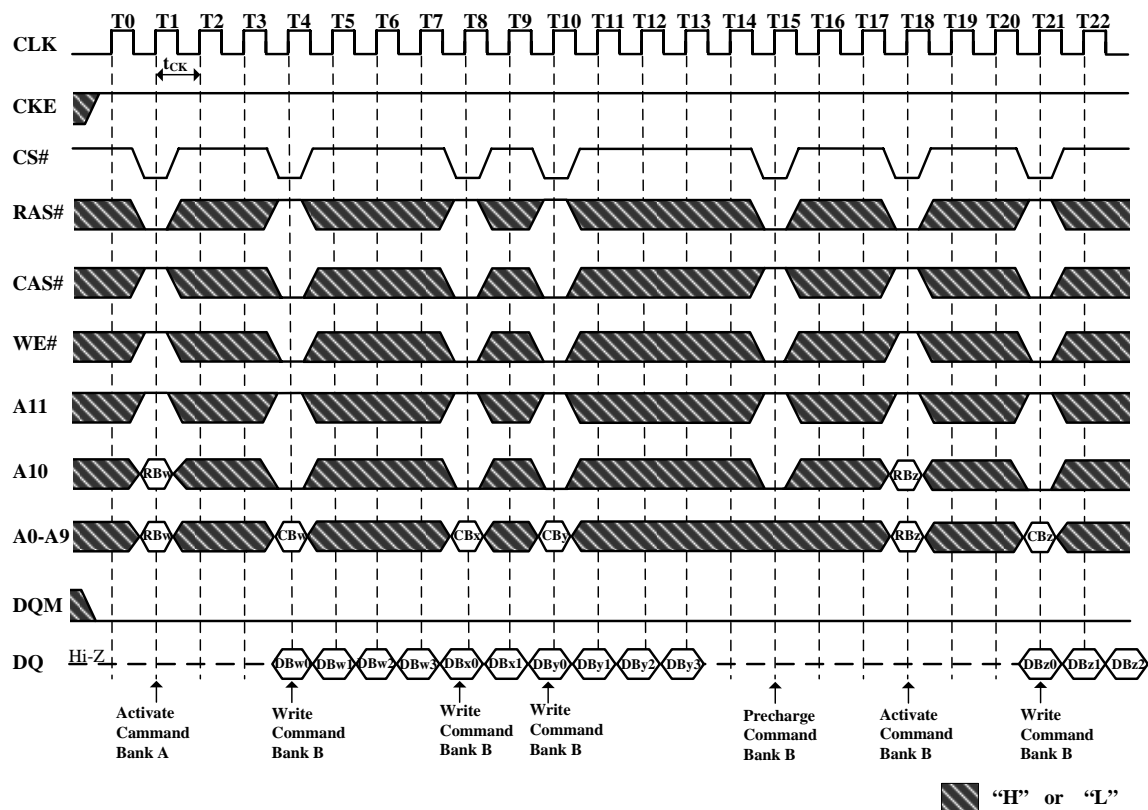 T0 T1 T2 T3 T4 T5 T6 T7 T8 T9 T10 T11 T12 T13 T14 T15 T16 T17 T18 T19 T20 T21 T22
CLK
tCK
CKE
CS#
RAS#
CAS#
WE#
A11
A10 RBw RBz
A0-A9 RBw CBw CBx CBy RBz CBz
DQM
DQ Hi-Z DBw0 DBw1 DBw2 DBw3 DBx0 DBx1 DBy0 DBy1 DBy2 DBy3 DBz0 DBz1 DBz2
Activate
Cammand
Bank A
Write
Command
Bank B
Write
Command
Bank B
Write
Command
Bank B
Precharge
Command
Bank B
Activate
Command
Bank B
Write
Command
Bank B
“H” or “L”